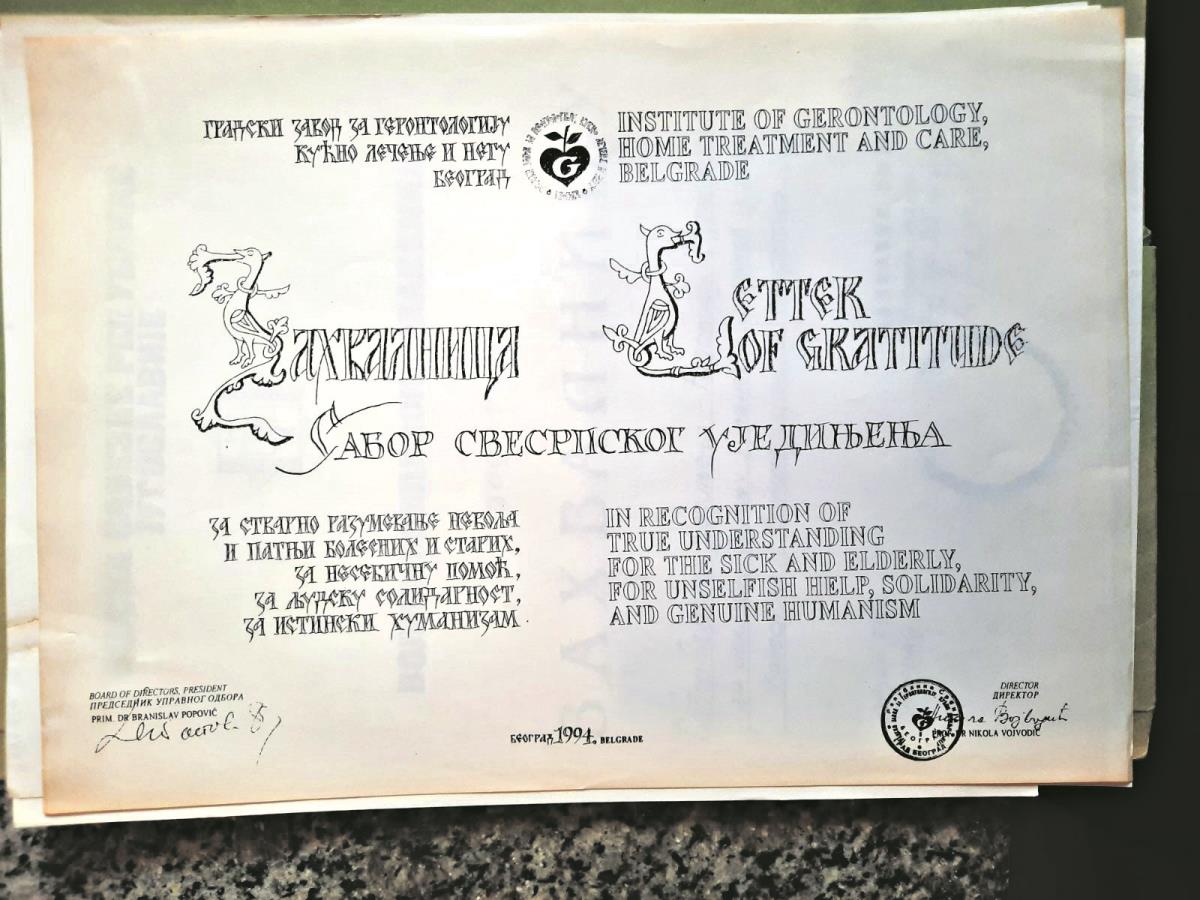 ГРАДСКИ ЗАВОД ЗА ГЕРОНТОЛОГИЈУ
КУЋНО ЛЕЧЕЊЕ И НЕГУ
БЕОГРАД
G
INSTITUTE OF GERONTOLOGY,
HOME TREATMENT AND CARE,
BELGRADE
ЗАХВАЛНИЦА
LETTER
OF GRATITUDE
САБОР СВЕСРПСКОГ УЈЕДИЊЕЊА
ЗА СТВАРНО РАЗУМЕВАЊЕ НЕВОЉА
И ПАТЊИ БОЛЕСНИХ И СТАРИХ,
ЗА НЕСЕБИЧНУ ПОМОЋ,
ЗА ЉУДСКУ СОЛИДАРНОСТ,
ЗА ИСТИНСКИ ХУМАНИЗАМ
IN RECOGNITION OF
TRUE UNDERSTANDING
FOR THE SICK AND ELDERLY,
FOR UNSELFISH HELP, SOLIDARITY,
AND GENUINE HUMANISM
BOARD OF DIRECTORS, PRESIDENT
ПРЕДСЕДНИК УПРАВНОГ ОДБОРА
PRIM. DR BRANISLAV POPOVIĆ
БЕОГРАД 1994. BELGRADE
DIRECTOR
ДИРЕКТОР
PROF. DR NIKOLA VOJVODIĆ